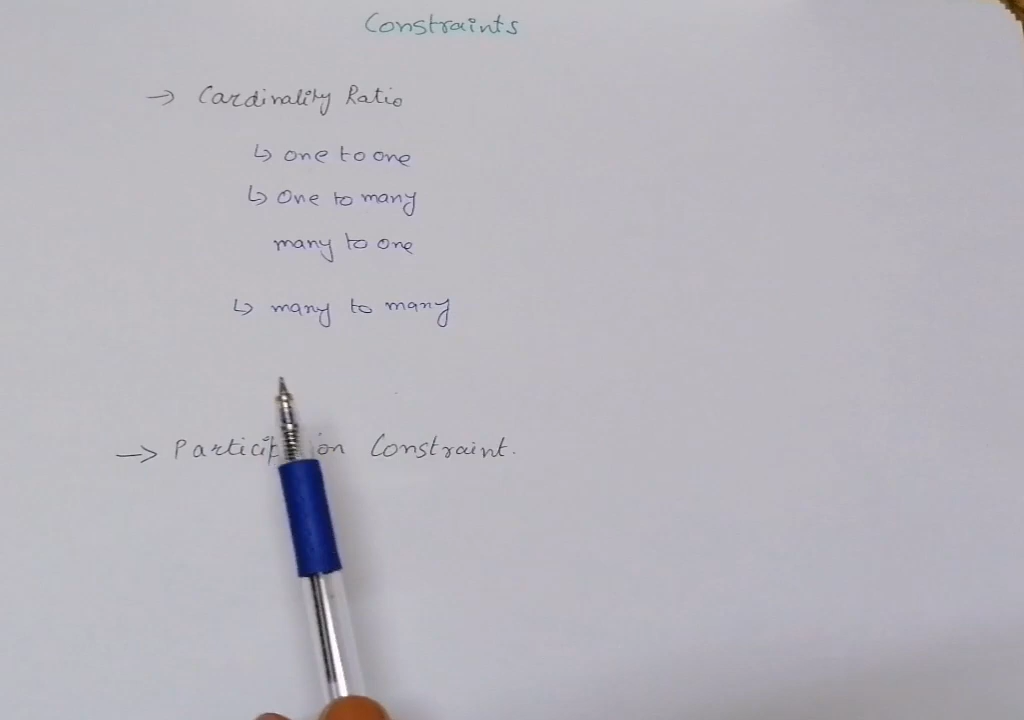 Constraints
→ Cardinality Ratio
↳ one to one
↳ One to many
many to one
↳ many to many
→ Constraint.